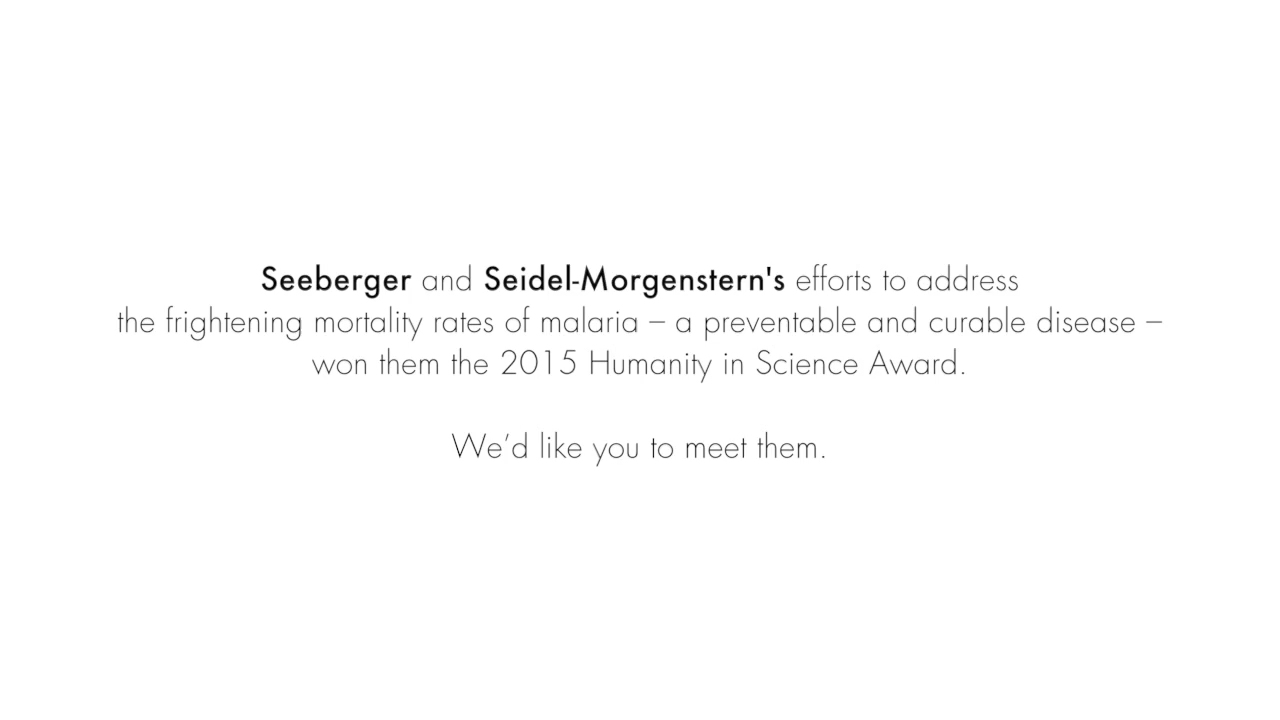 Seeberger and Seidel-Morgenstern's efforts to address
the frightening mortality rates of malaria – a preventable and curable disease –
won them the 2015 Humanity in Science Award.
We’d like you to meet them.